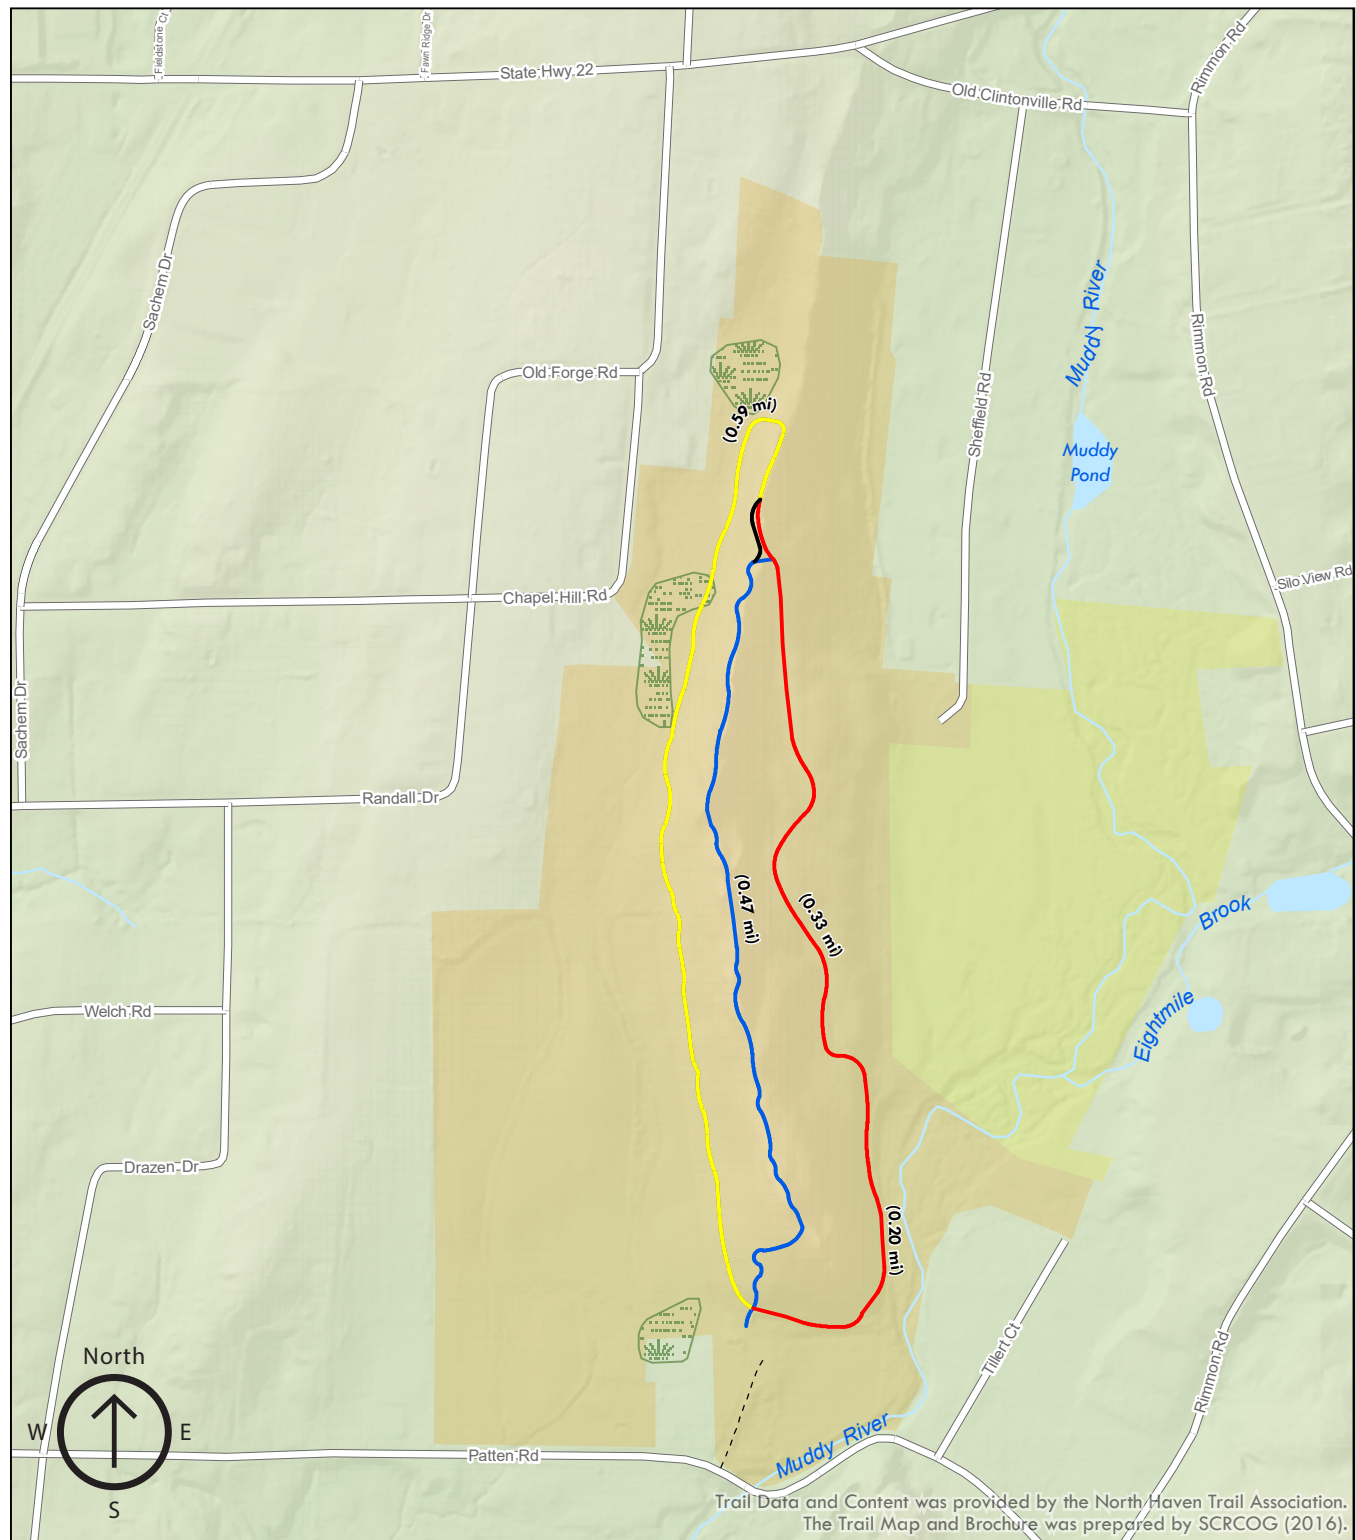 Fieldstone Ct
Fawn Ridge Dr
State Hwy 22
Rimmon Rd
Old Clintonville Rd
Sachem Dr
Muddy River
Rimmon Rd
Old Forge Rd
Sheffield Rd
(0.59 mi)
Muddy
Pond
Silo View Rd
Chapel Hill Rd
Sachem Dr
Randall Dr
(0.47 mi)
(0.33 mi)
Brook
Eightmile
Welch Rd
Drazen Dr
(0.20 mi)
Tillert Ct
Rimmon Rd
North
W
E
S
Patten Rd
Muddy River
Trail Data and Content was provided by the North Haven Trail Association.
The Trail Map and Brochure was prepared by SCRCOG (2016).